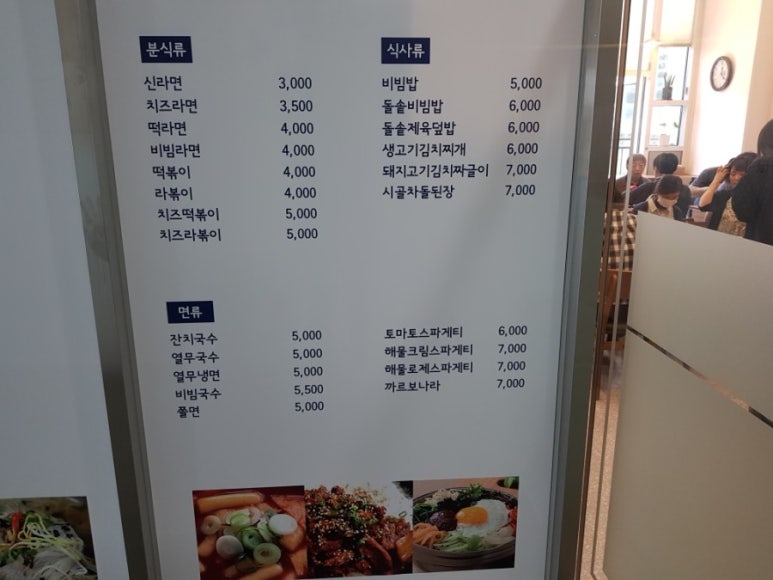 분식류
신라면 3,000
치즈라면 3,500
떡라면 4,000
비빔라면 4,000
떡볶이 4,000
라볶이 4,000
치즈떡볶이 5,000
치즈라볶이 5,000
식사류
비빔밥 5,000
돌솥비빔밥 6,000
돌솥제육덮밥 6,000
생고기김치찌개 6,000
돼지고기김치짜글이 7,000
시골차돌된장 7,000
면류
잔치국수 5,000
열무국수 5,000
열무냉면 5,000
비빔국수 5,500
쫄면 5,000
토마토스파게티 6,000
해물크림스파게티 7,000
해물로제스파게티 7,000
까르보나라 7,000